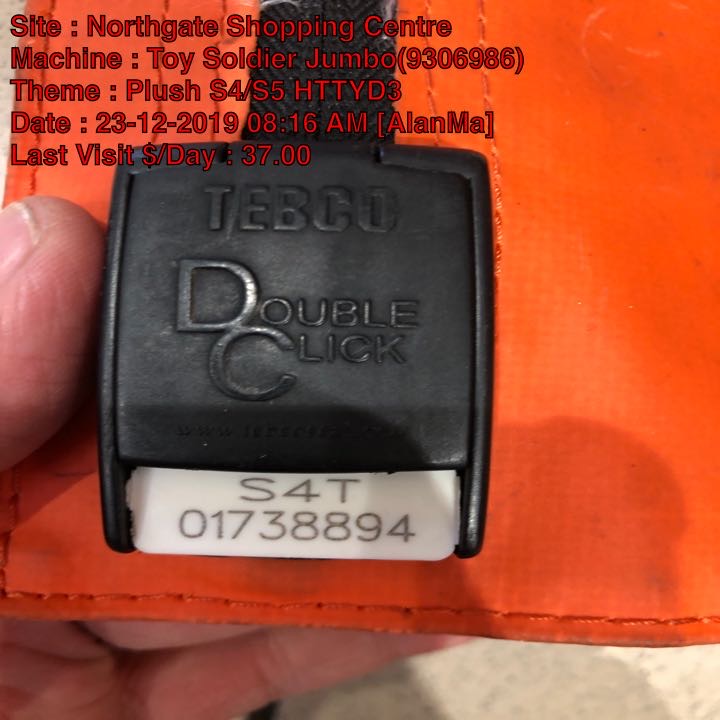 Site : Northgate Shopping Centre
Machine : Toy Soldier Jumbo(9306986)
Theme : Plush S4/S5 HTTYD3
Date : 23-12-2019 08:16 AM [AlanMa]
Last Visit $/Day : 37.00
TEBCO
DOUBLE
CLICK
S4T
01738894